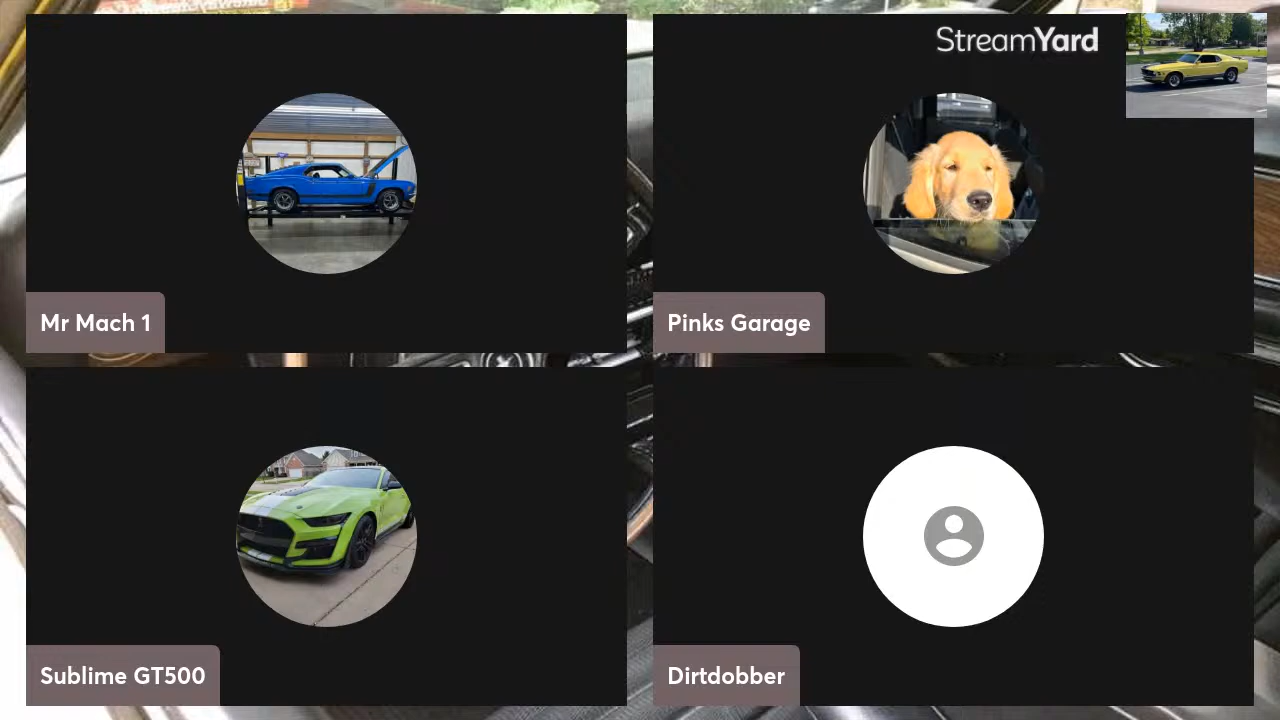 StreamYard
Mr Mach 1
Pinks Garage
Sublime GT500
Dirtdobber